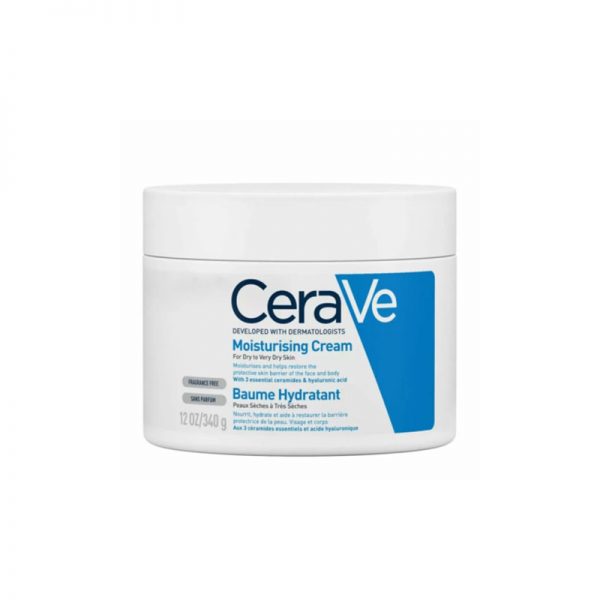 CeraVe
DEVELOPED WITH DERMATOLOGISTS
Moisturising Cream
For Dry to Very Dry Skin
Moisturises and helps restore the
protective skin barrier of the face and body
With 3 essential ceramides & hyaluronic acid
Baume Hydratant
Peaux Sèches à Très Sèches
Nourrit, hydrate et aide à restaurer la barrière
protectrice de la peau. Visage et corps
Aux 3 céramides essentiels et acide hyaluronique
FRAGRANCE FREE
SANS PARFUM
12 OZ/340 g